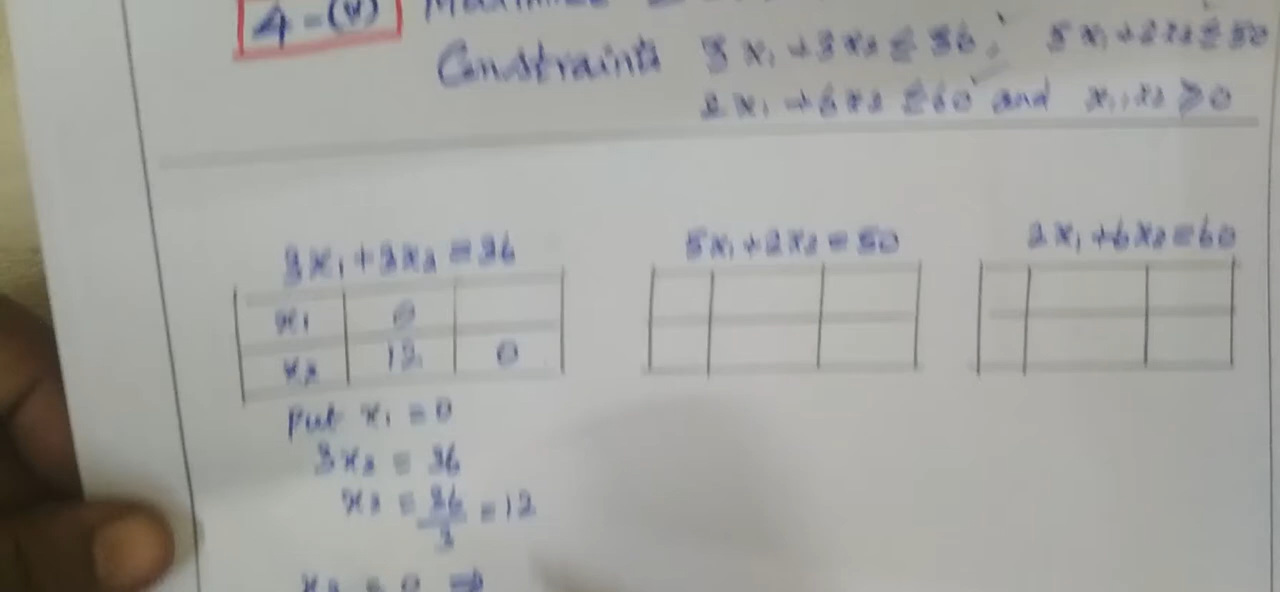 4-(v)
Constraints 3x₁ + 3x₂ ≤ 36, 5x₁ + 2x₂ ≤ 50
2x₁ + 6x₂ ≤ 60 and x₁, x₂ ≥ 0
3x₁ + 3x₂ = 36 5x₁ + 2x₂ = 50 2x₁ + 6x₂ = 60
x₁ 0
x₂ 12 0
Put x₁ = 0
3x₂ = 36
x₂ = 36/3 = 12
x₂ = 0 ⇒